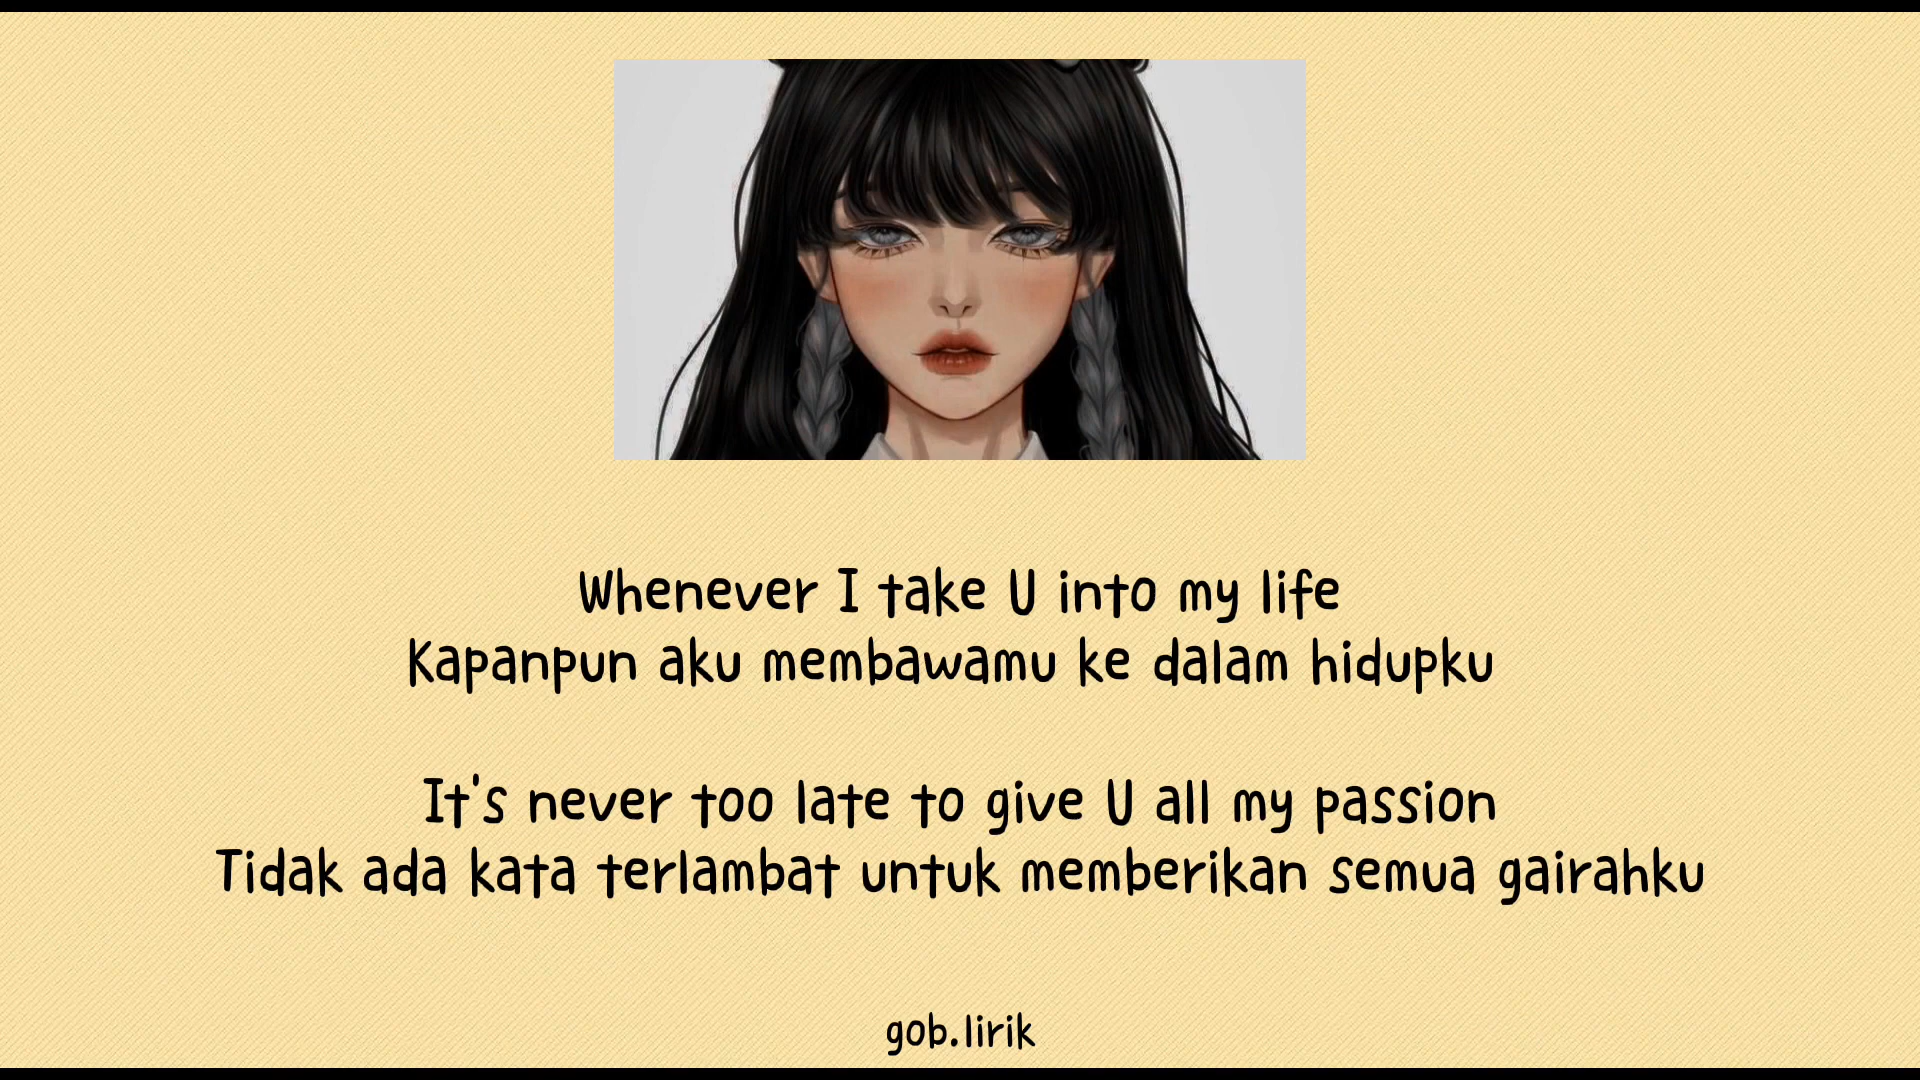 Whenever I take U into my life
Kapanpun aku membawamu ke dalam hidupku
It's never too late to give U all my passion
Tidak ada kata terlambat untuk memberikan semua gairahku
gob.lirik